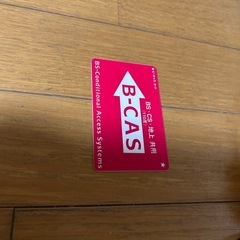 BS・CS・地上 共用
B-CAS
BS-Conditional Access Systems